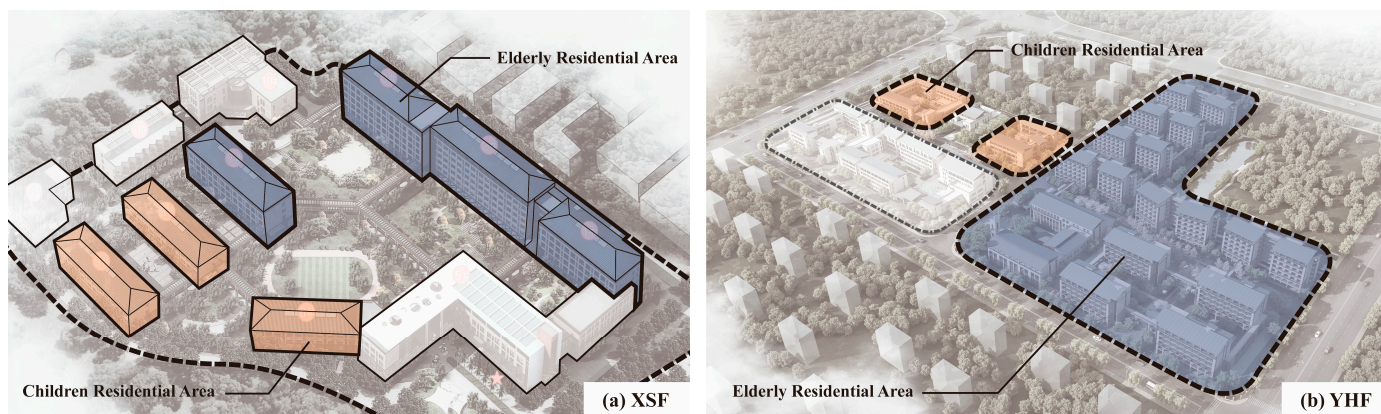 Elderly Residential Area
Children Residential Area
(a) XSF
Children Residential Area
Elderly Residential Area
(b) YHF